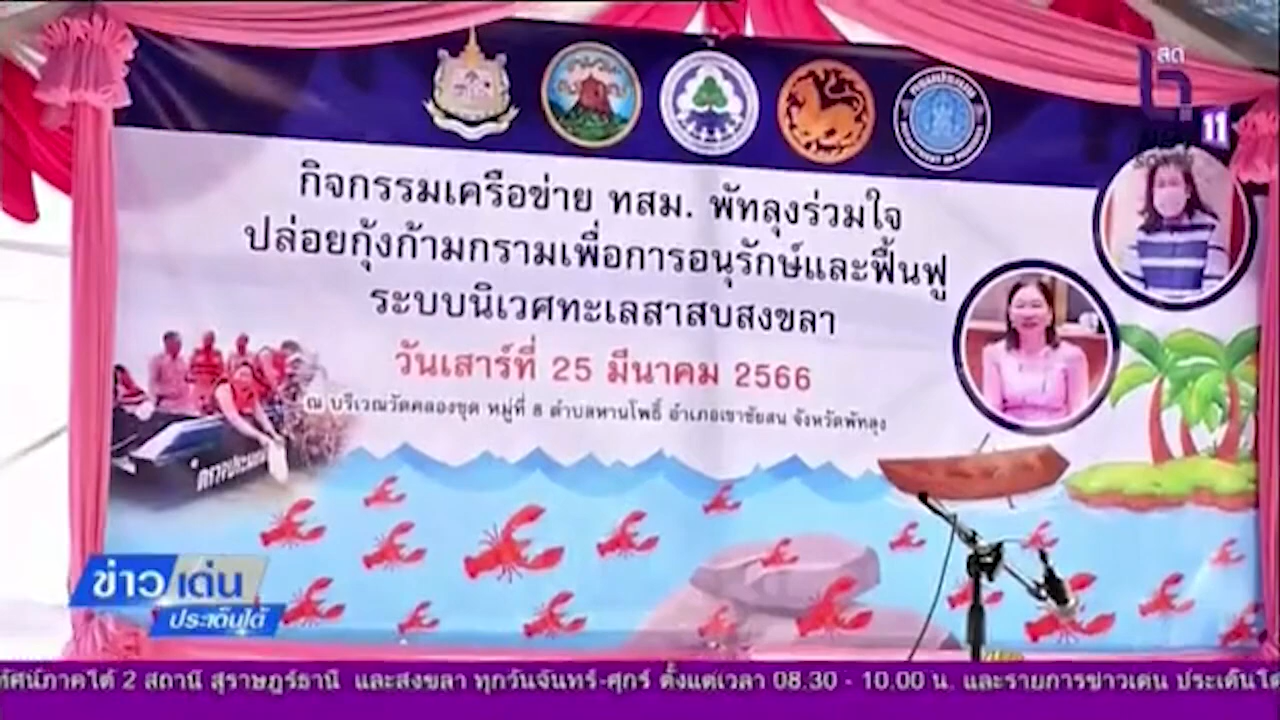 สด
11
กิจกรรมเครือข่าย ทสม. พัทลุงร่วมใจ
ปล่อยกุ้งก้ามกรามเพื่อการอนุรักษ์และฟื้นฟู
ระบบนิเวศทะเลสาบสงขลา
วันเสาร์ที่ 25 มีนาคม 2566
ณ บริเวณวัดคลองขุด หมู่ที่ 8 ตำบลหานโพธิ์ อำเภอเขาชัยสน จังหวัดพัทลุง
ข่าวเด่น
ประเด็นใต้
ทัศน์ภาคใต้ 2 สถานี สุราษฎร์ธานี และสงขลา ทุกวันจันทร์-ศุกร์ ตั้งแต่เวลา 08.30 - 10.00 น. และรายการข่าวเด่น ประเด็นใต้